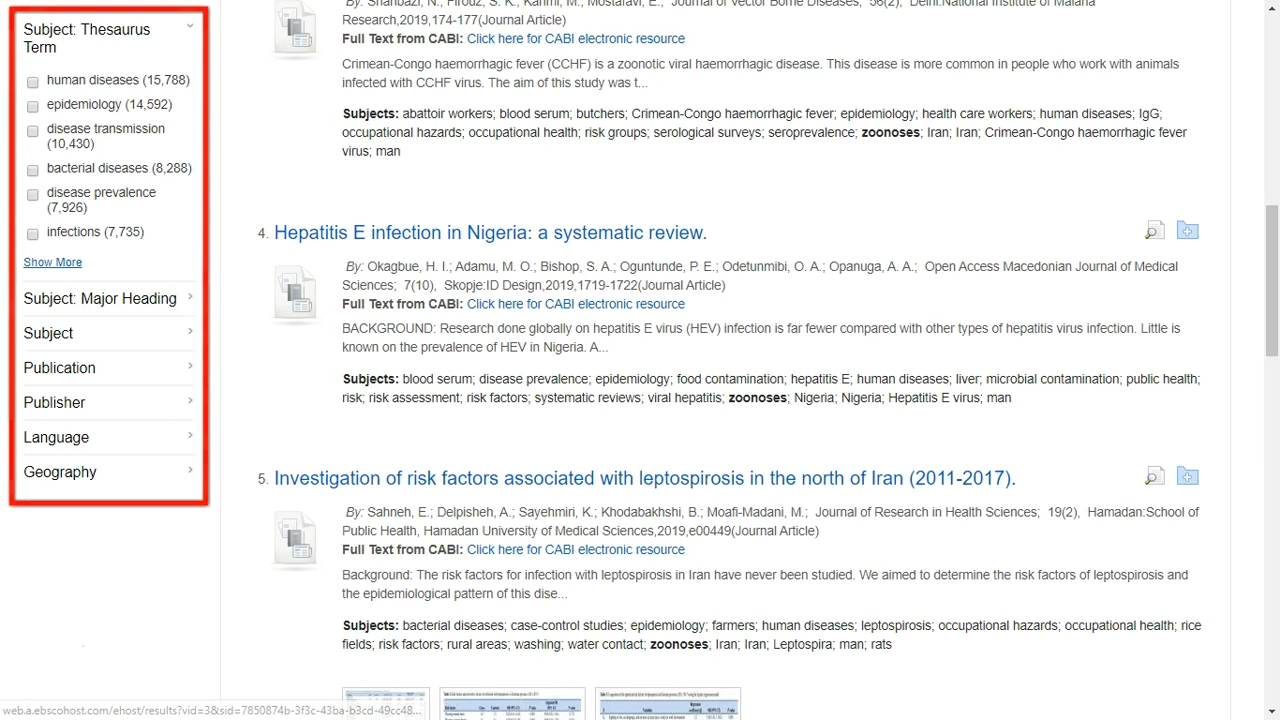 Subject: Thesaurus
Term
human diseases (15,788)
epidemiology (14,592)
disease transmission
(10,430)
bacterial diseases (8,288)
disease prevalence
(7,926)
infections (7,735)
Show More
Subject: Major Heading
Subject
Publication
Publisher
Language
Geography
By: Shahbazi, N.; Firouz, S. K.; Karimi, M.; Mostafavi, E.; Journal of Vector Borne Diseases; 56(2), Delhi:National Institute of Malaria
Research,2019,174-177(Journal Article)
Full Text from CABI: Click here for CABI electronic resource
Crimean-Congo haemorrhagic fever (CCHF) is a zoonotic viral haemorrhagic disease. This disease is more common in people who work with animals
infected with CCHF virus. The aim of this study was t...
Subjects: abattoir workers; blood serum; butchers; Crimean-Congo haemorrhagic fever; epidemiology; health care workers; human diseases; IgG;
occupational hazards; occupational health; risk groups; serological surveys; seroprevalence; zoonoses; Iran; Iran; Crimean-Congo haemorrhagic fever
virus; man
4. Hepatitis E infection in Nigeria: a systematic review.
By: Okagbue, H. I.; Adamu, M. O.; Bishop, S. A.; Oguntunde, P. E.; Odetunmibi, O. A.; Opanuga, A. A.; Open Access Macedonian Journal of Medical
Sciences; 7(10), Skopje:ID Design,2019,1719-1722(Journal Article)
Full Text from CABI: Click here for CABI electronic resource
BACKGROUND: Research done globally on hepatitis E virus (HEV) infection is far fewer compared with other types of hepatitis virus infection. Little is
known on the prevalence of HEV in Nigeria. A...
Subjects: blood serum; disease prevalence; epidemiology; food contamination; hepatitis E; human diseases; liver; microbial contamination; public health;
risk; risk assessment; risk factors; systematic reviews; viral hepatitis; zoonoses; Nigeria; Nigeria; Hepatitis E virus; man
5. Investigation of risk factors associated with leptospirosis in the north of Iran (2011-2017).
By: Sahneh, E.; Delpisheh, A.; Sayehmiri, K.; Khodabakhshi, B.; Moafi-Madani, M.; Journal of Research in Health Sciences; 19(2), Hamadan:School of
Public Health, Hamadan University of Medical Sciences,2019,e00449(Journal Article)
Full Text from CABI: Click here for CABI electronic resource
Background: The risk factors for infection with leptospirosis in Iran have never been studied. We aimed to determine the risk factors of leptospirosis and
the epidemiological pattern of this dise...
Subjects: bacterial diseases; case-control studies; epidemiology; farmers; human diseases; leptospirosis; occupational hazards; occupational health; rice
fields; risk factors; rural areas; washing; water contact; zoonoses; Iran; Iran; Leptospira; man; rats